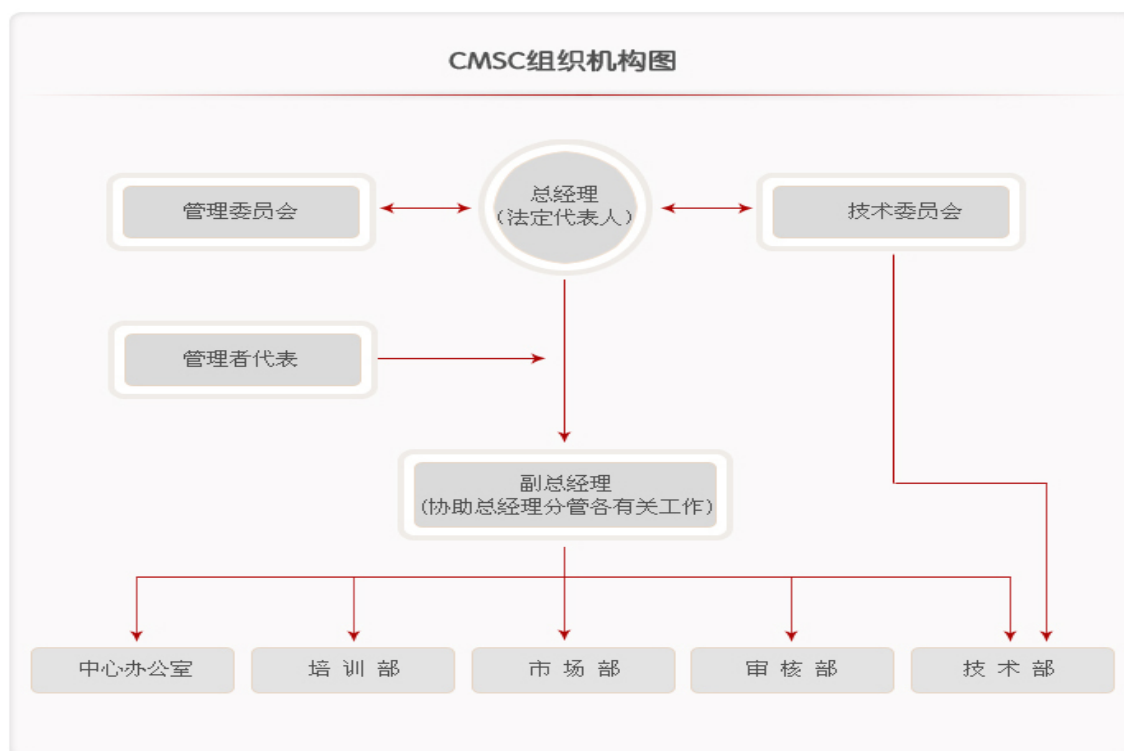 CMSC组织机构图
管理委员会
总经理
(法定代表人)
技术委员会
管理者代表
副总经理
(协助总经理分管各有关工作)
中心办公室
培训部
市场部
审核部
技术部